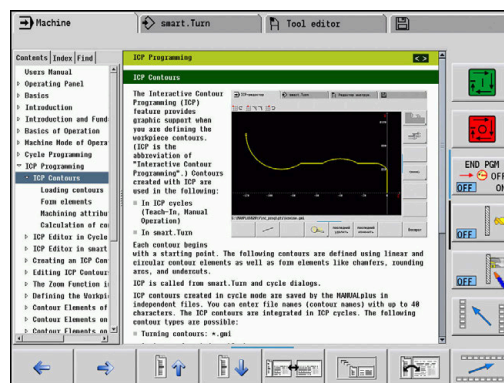 Machine
smart.Turn
Tool editor
Contents Index Find
Users Manual
Operating Panel
Basics
Introduction
Introduction and Fund
Basics of Operation
Machine Mode of Opera
Cycle Programming
ICP Programming
ICP Contours
Loading contours
Form elements
Machining attribu
Calculation of co
ICP Editor in Cycle
ICP Editor in smart
Creating an ICP Con
Editing ICP Contour
The Zoom Function i
Defining the Workpi
Contour Elements of
Contour Elements on
Contour Elements on
ICP Programming
ICP Contours
The Interactive Contour
Programming (ICP)
feature provides
graphic support when
you are defining the
workpiece contours.
(ICP is the
abbreviation of
"Interactive Contour
Programming".) Contours
created with ICP are
used in the following:
In ICP cycles
(Teach-In, Manual
Operation)
In smart.Turn
Each contour begins
with a starting point. The following contours are defined using linear and
circular contour elements as well as form elements like chamfers, rounding
arcs, and undercuts.
ICP is called from smart.Turn and cycle dialogs.
ICP contours created in cycle mode are saved by the MANUALplus in
independent files. You can enter file names (contour names) with up to 40
characters. The ICP contours are integrated in ICP cycles. The following
contour types are possible:
Turning contours: *.gmi
smart.Turn
END PGM
OFF
OFF
ON
OFF
OFF